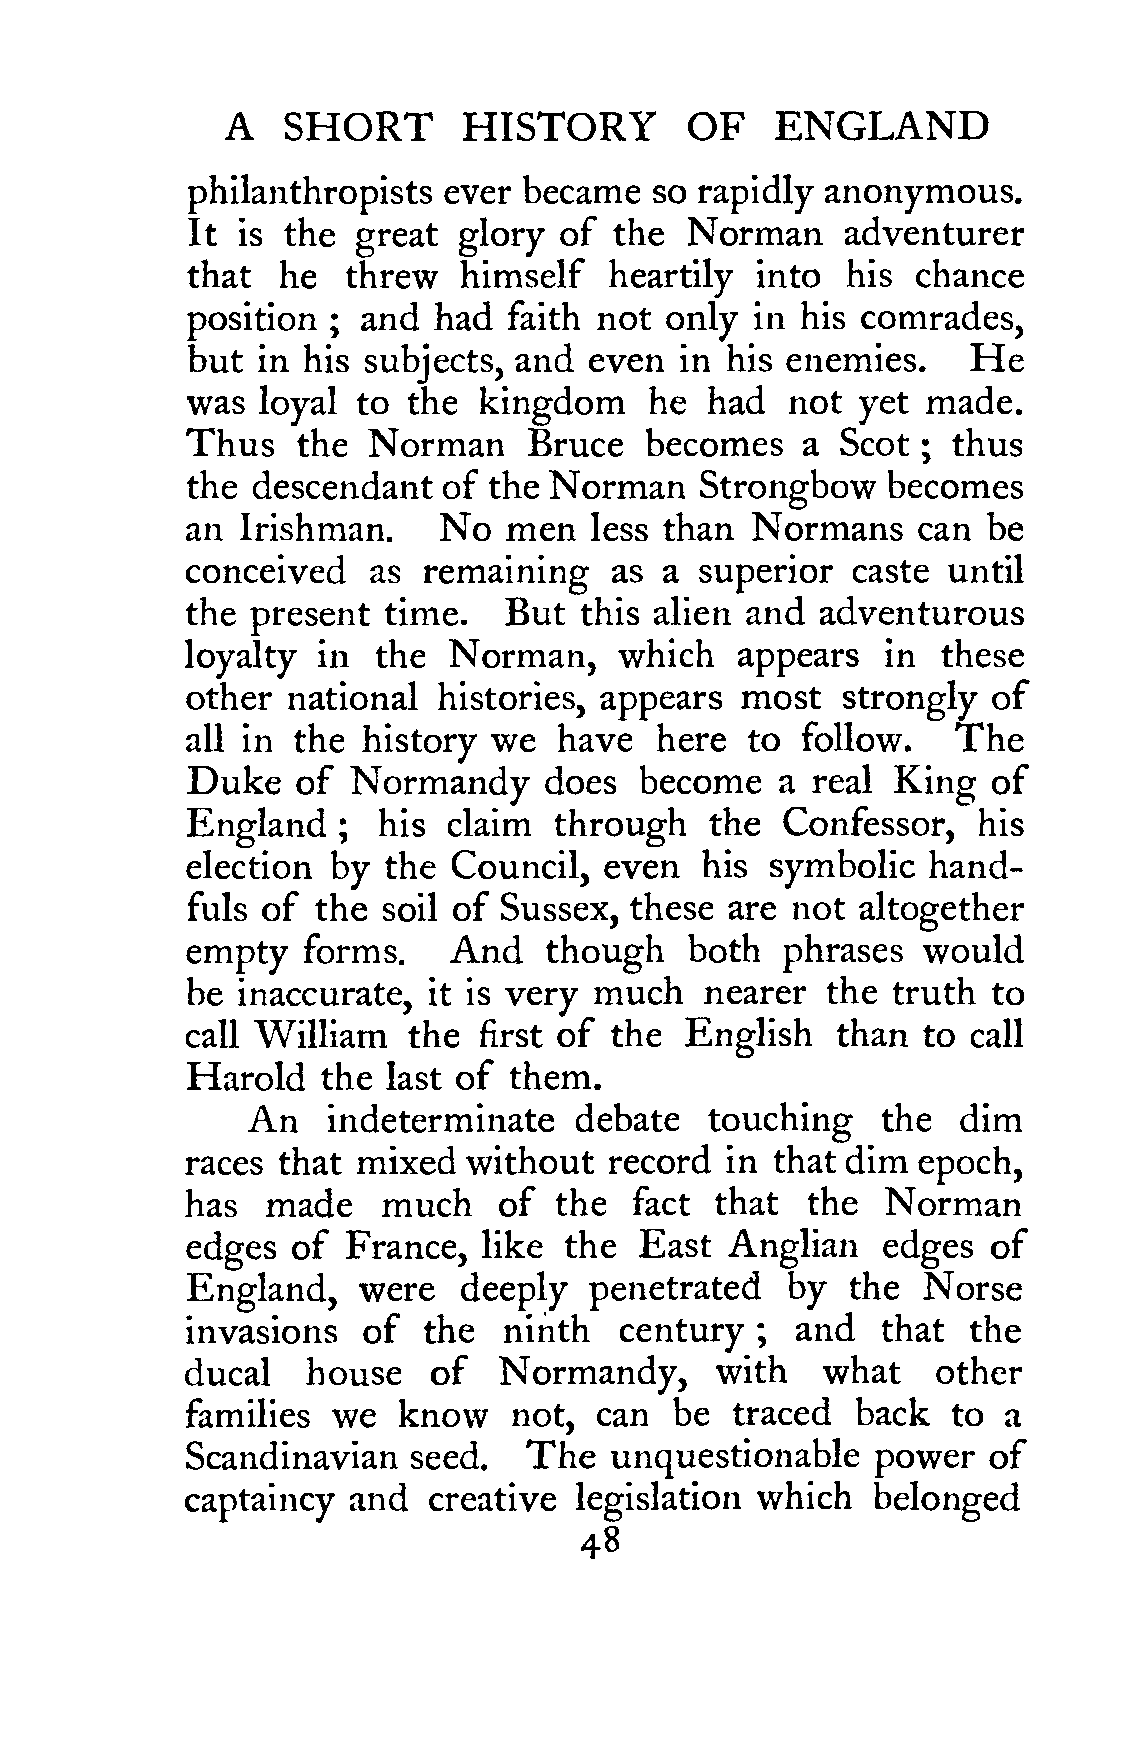 A SHORT HISTORY OF ENGLAND
philanthropists ever became so rapidly anonymous.
It is the great glory of the Norman adventurer
that he threw himself heartily into his chance
position ; and had faith not only in his comrades,
but in his subjects, and even in his enemies. He
was loyal to the kingdom he had not yet made.
Thus the Norman Bruce becomes a Scot ; thus
the descendant of the Norman Strongbow becomes
an Irishman. No men less than Normans can be
conceived as remaining as a superior caste until
the present time. But this alien and adventurous
loyalty in the Norman, which appears in these
other national histories, appears most strongly of
all in the history we have here to follow. The
Duke of Normandy does become a real King of
England ; his claim through the Confessor, his
election by the Council, even his symbolic hand-
fuls of the soil of Sussex, these are not altogether
empty forms. And though both phrases would
be inaccurate, it is very much nearer the truth to
call William the first of the English than to call
Harold the last of them.
An indeterminate debate touching the dim
races that mixed without record in that dim epoch,
has made much of the fact that the Norman
edges of France, like the East Anglian edges of
England, were deeply penetrated by the Norse
invasions of the ninth century ; and that the
ducal house of Normandy, with what other
families we know not, can be traced back to a
Scandinavian seed. The unquestionable power of
captaincy and creative legislation which belonged
48